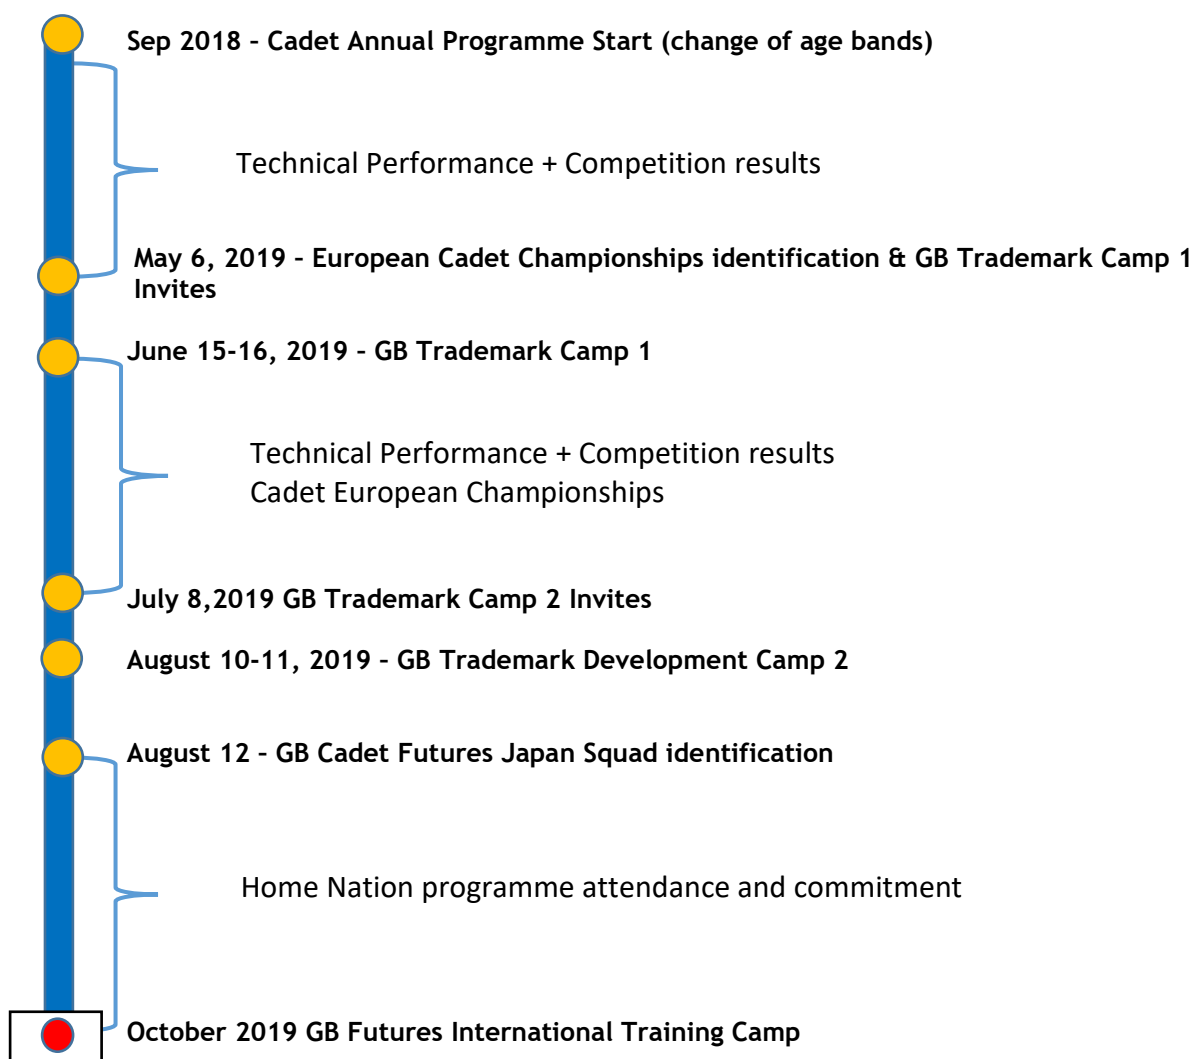 Sep 2018 – Cadet Annual Programme Start (change of age bands)
Technical Performance + Competition results
May 6, 2019 – European Cadet Championships identification & GB Trademark Camp 1
Invites
June 15-16, 2019 – GB Trademark Camp 1
Technical Performance + Competition results
Cadet European Championships
July 8,2019 GB Trademark Camp 2 Invites
August 10-11, 2019 – GB Trademark Development Camp 2
August 12 – GB Cadet Futures Japan Squad identification
Home Nation programme attendance and commitment
October 2019 GB Futures International Training Camp